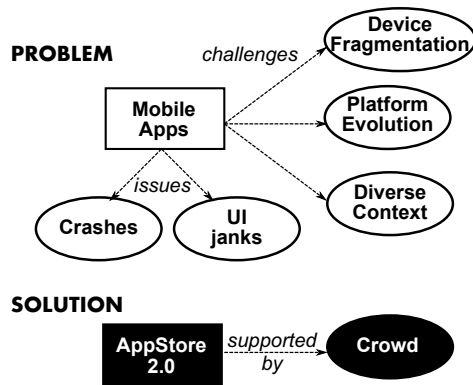 Device
Fragmentation
challenges
PROBLEM
Mobile
Apps
Platform
Evolution
issues
Diverse
Context
Crashes
UI
janks
SOLUTION
AppStore
2.0
supported
by
Crowd